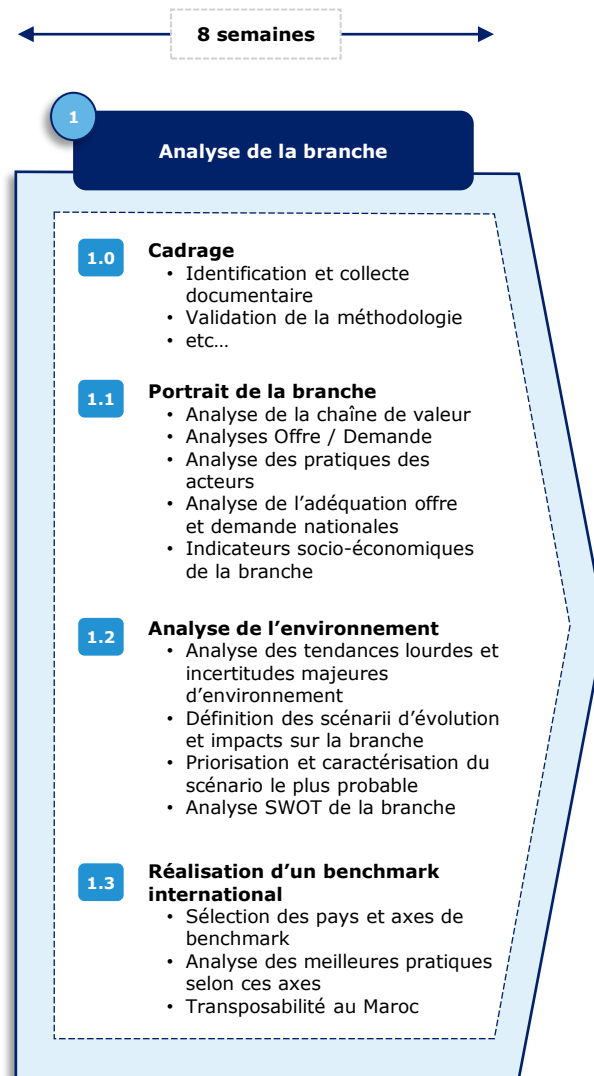 8 semaines
1
Analyse de la branche
1.0
Cadrage
• Identification et collecte
documentaire
• Validation de la méthodologie
• etc…
1.1
Portrait de la branche
• Analyse de la chaîne de valeur
• Analyses Offre / Demande
• Analyse des pratiques des
acteurs
• Analyse de l’adéquation offre
et demande nationales
• Indicateurs socio-économiques
de la branche
1.2
Analyse de l’environnement
• Analyse des tendances lourdes et
incertitudes majeures
d’environnement
• Définition des scénarii d’évolution
et impacts sur la branche
• Priorisation et caractérisation du
scénario le plus probable
• Analyse SWOT de la branche
1.3
Réalisation d’un benchmark
international
• Sélection des pays et axes de
benchmark
• Analyse des meilleures pratiques
selon ces axes
• Transposabilité au Maroc